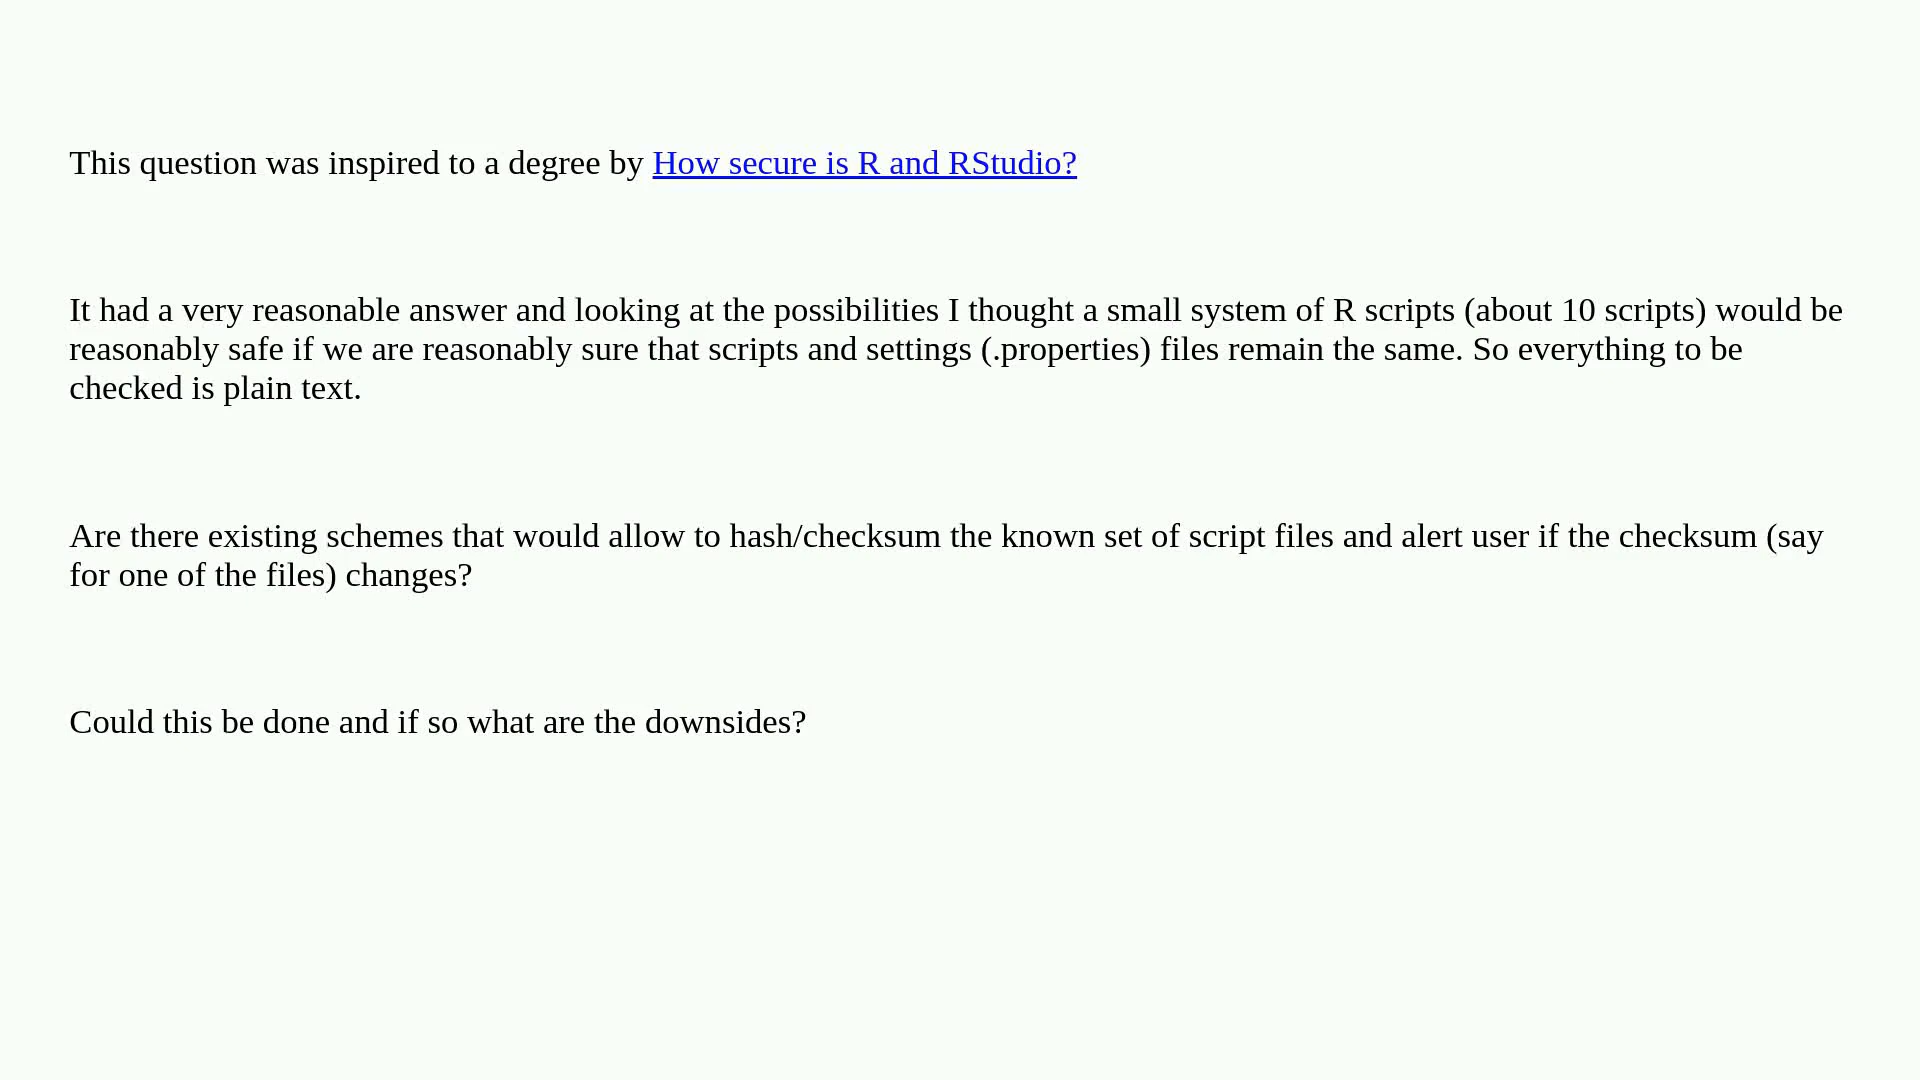 This question was inspired to a degree by How secure is R and RStudio?
It had a very reasonable answer and looking at the possibilities I thought a small system of R scripts (about 10 scripts) would be
reasonably safe if we are reasonably sure that scripts and settings (.properties) files remain the same. So everything to be
checked is plain text.
Are there existing schemes that would allow to hash/checksum the known set of script files and alert user if the checksum (say
for one of the files) changes?
Could this be done and if so what are the downsides?